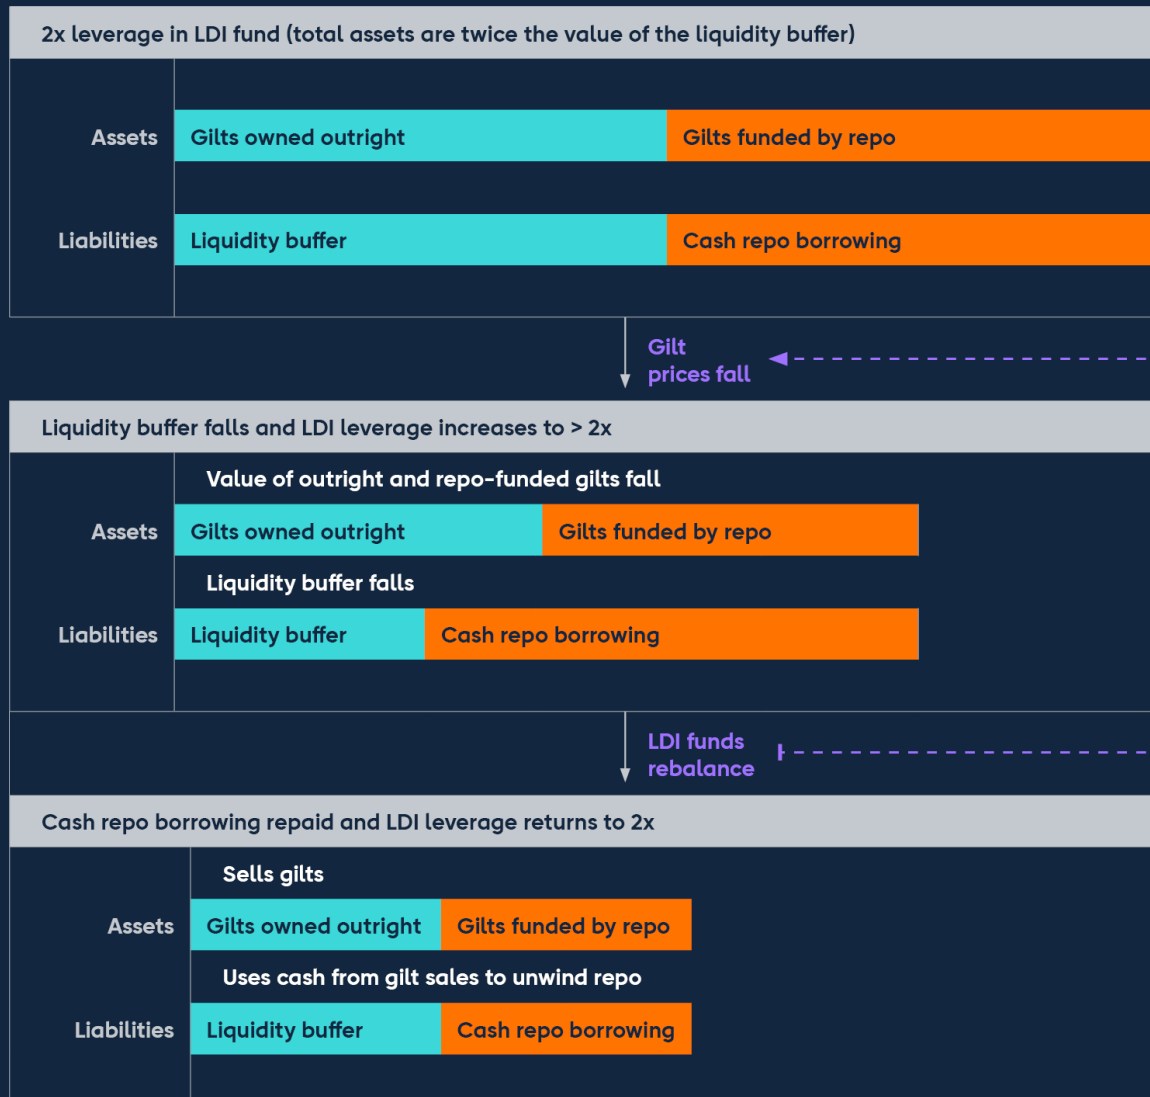 2x leverage in LDI fund (total assets are twice the value of the liquidity buffer)
Assets
Gilts owned outright
Gilts funded by repo
Liabilities
Liquidity buffer
Cash repo borrowing
Gilt
prices fall
Liquidity buffer falls and LDI leverage increases to > 2x
Value of outright and repo-funded gilts fall
Assets
Gilts owned outright
Gilts funded by repo
Liquidity buffer falls
Liabilities
Liquidity buffer
Cash repo borrowing
LDI funds
rebalance
Cash repo borrowing repaid and LDI leverage returns to 2x
Sells gilts
Assets
Gilts owned outright
Gilts funded by repo
Uses cash from gilt sales to unwind repo
Liabilities
Liquidity buffer
Cash repo borrowing